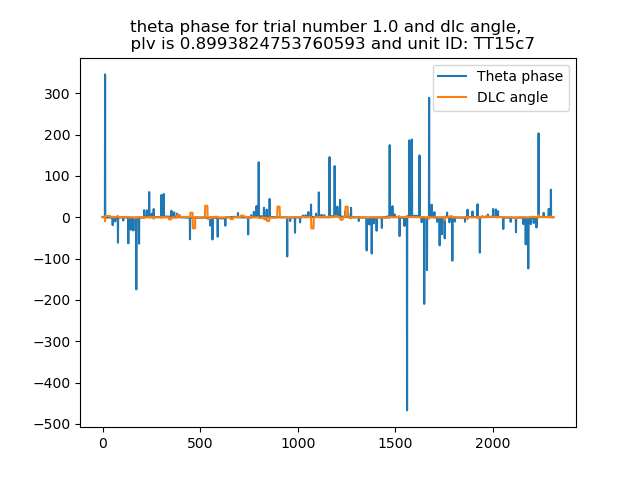 theta phase for trial number 1.0 and dlc angle,
plv is 0.8993824753760593 and unit ID: TT15c7
Theta phase
DLC angle
300
200
100
0
−100
−200
−300
−400
−500
0 500 1000 1500 2000